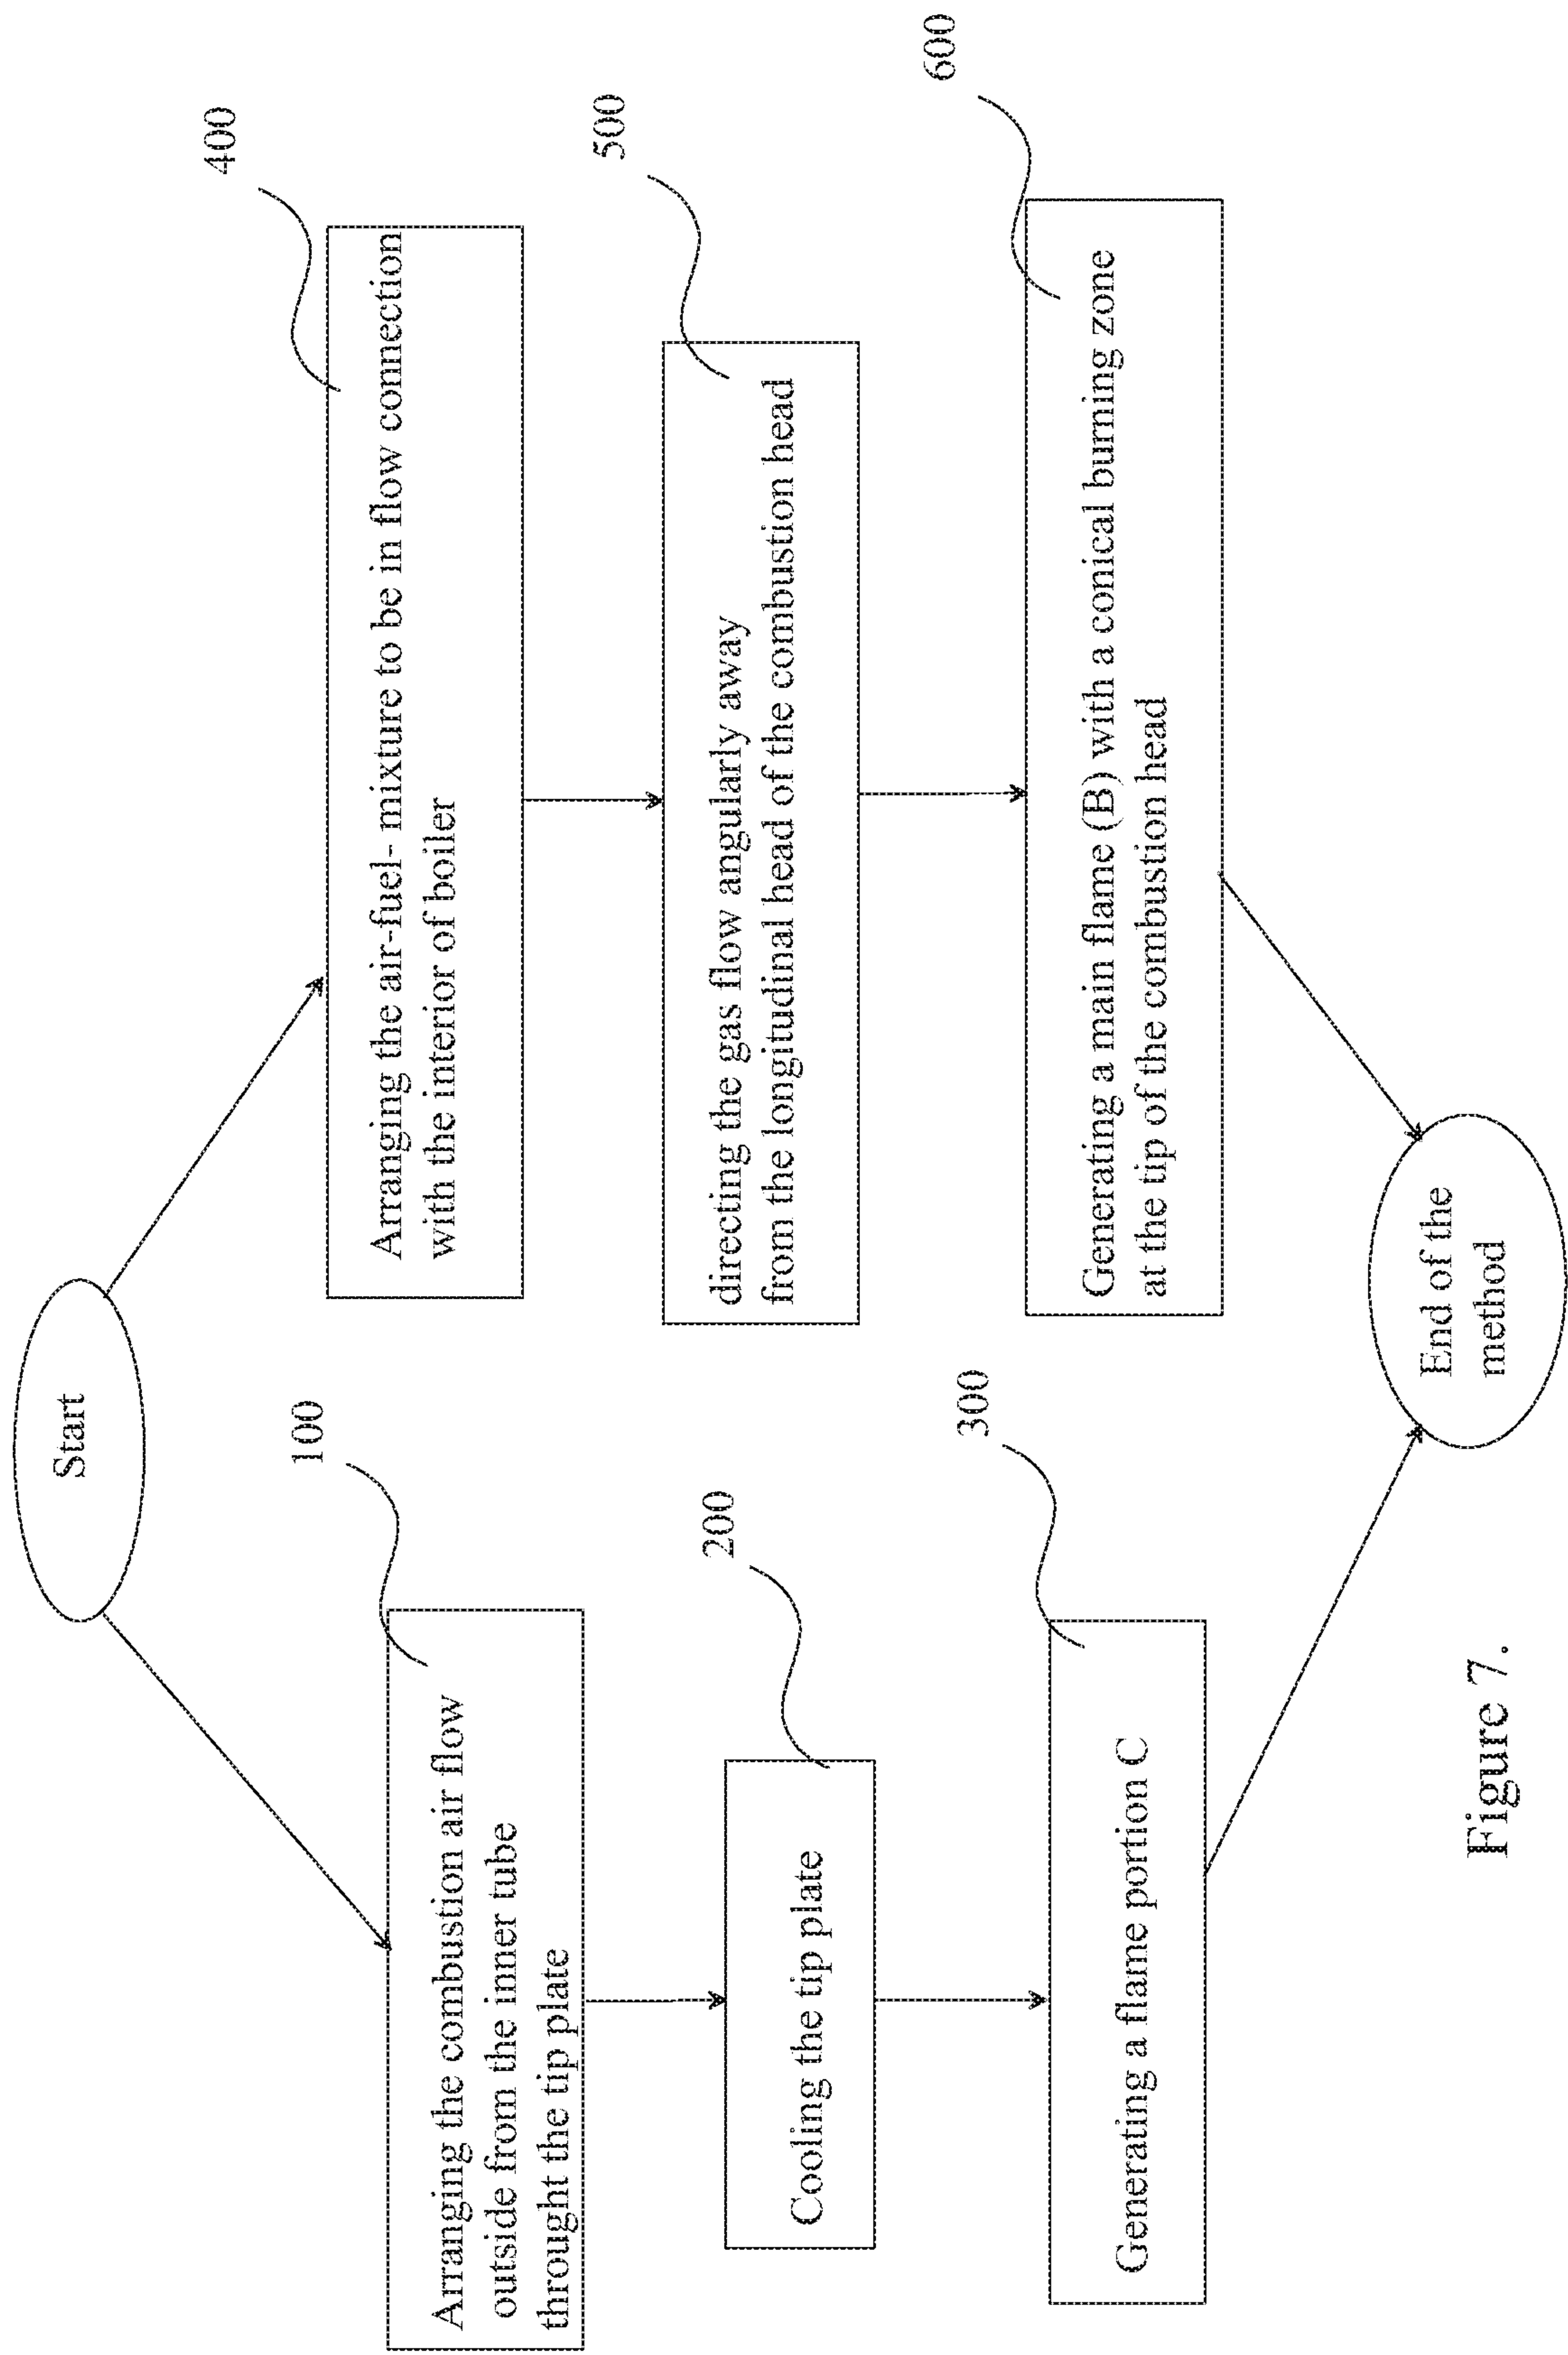 Start
100
Arranging the combustion air flow
outside from the inner tube
throught the tip plate
200
Cooling the tip plate
300
Generating a flame portion C
400
Arranging the air-fuel- mixture to be in flow connection
with the interior of boiler
500
directing the gas flow angularly away
from the longitudinal head of the combustion head
600
Generating a main flame (B) with a conical burning zone
at the tip of the combustion head
End of the
method
Figure 7.